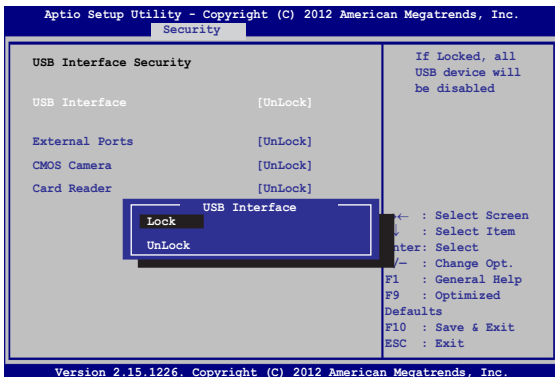 Aptio Setup Utility - Copyright (C) 2012 American Megatrends, Inc.
Security
USB Interface Security
USB Interface [UnLock]
External Ports [UnLock]
CMOS Camera [UnLock]
Card Reader [UnLock]
USB Interface
Lock
UnLock
If Locked, all
USB device will
be disabled
→← : Select Screen
↓ : Select Item
nter: Select
/— : Change Opt.
F1 : General Help
F9 : Optimized
Defaults
F10 : Save & Exit
ESC : Exit
Version 2.15.1226. Copyright (C) 2012 American Megatrends, Inc.